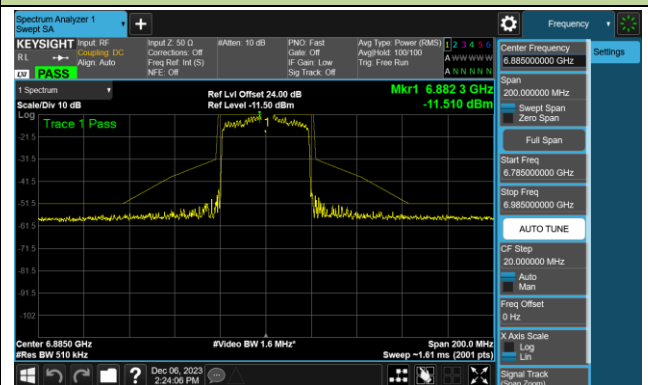 Spectrum Analyzer 1
Swept SA
Frequency
KEYSIGHT
Input: RF
Input Z: 50 Ω
#Atten: 10 dB
PNO: Fast
Avg Type: Power (RMS)
1 2 3 4 5 6
RL
Coupling: DC
Corrections: Off
Gate: Off
Avg|Hold: 100/100
A W W W W W
Align: Auto
Freq Ref: Int (S)
IF Gain: Low
Trig: Free Run
PASS
NFE: Off
Sig Track: Off
A N N N N N
1 Spectrum
Ref Lvl Offset 24.00 dB
Mkr1 6.882 3 GHz
Scale/Div 10 dB
Ref Level -11.50 dBm
-11.510 dBm
Log
Trace 1 Pass
1
-21.5
-31.5
-41.5
-51.5
-61.5
-71.5
-81.5
-91.5
-102
Center 6.8850 GHz
#Video BW 1.6 MHz*
Span 200.0 MHz
#Res BW 510 kHz
Sweep ~1.61 ms (2001 pts)
Dec 06, 2023
2:24:06 PM
Center Frequency
6.885000000 GHz
Settings
Span
200.000000 MHz
Swept Span
Zero Span
Full Span
Start Freq
6.785000000 GHz
Stop Freq
6.985000000 GHz
AUTO TUNE
CF Step
20.000000 MHz
Auto
Man
Freq Offset
0 Hz
X Axis Scale
Log
Lin
Signal Track
(Span Zoom)